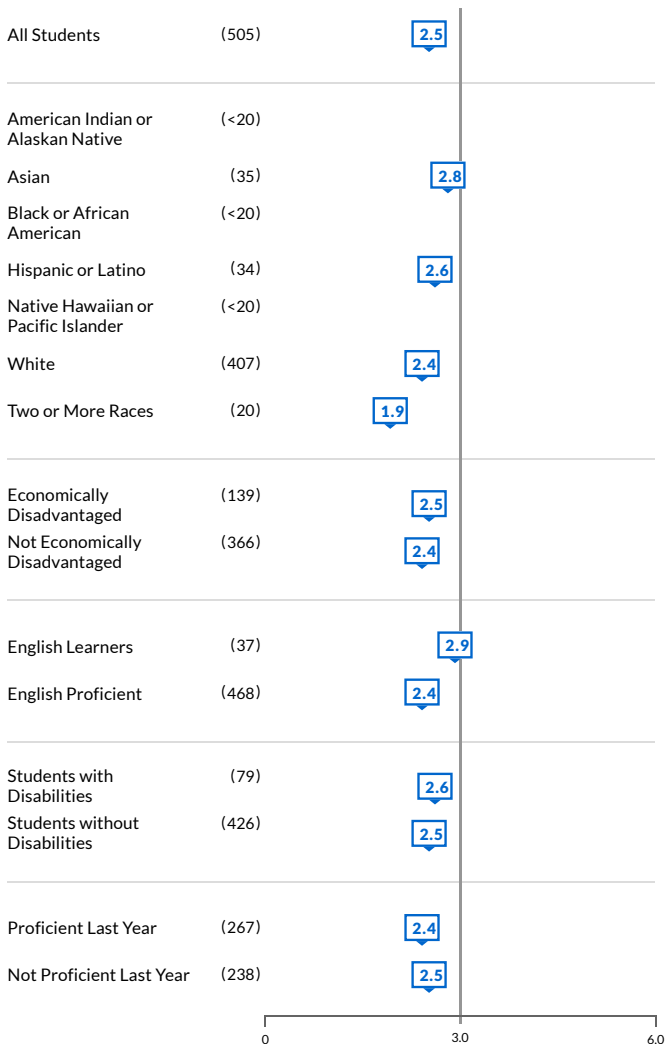 All Students (505) 2.5
American Indian or (<20)
Alaskan Native
Asian (35) 2.8
Black or African (<20)
American
Hispanic or Latino (34) 2.6
Native Hawaiian or (<20)
Pacific Islander
White (407) 2.4
Two or More Races (20) 1.9
Economically (139) 2.5
Disadvantaged
Not Economically (366) 2.4
Disadvantaged
English Learners (37) 2.9
English Proficient (468) 2.4
Students with (79) 2.6
Disabilities
Students without (426) 2.5
Disabilities
Proficient Last Year (267) 2.4
Not Proficient Last Year (238) 2.5
0 3.0 6.0